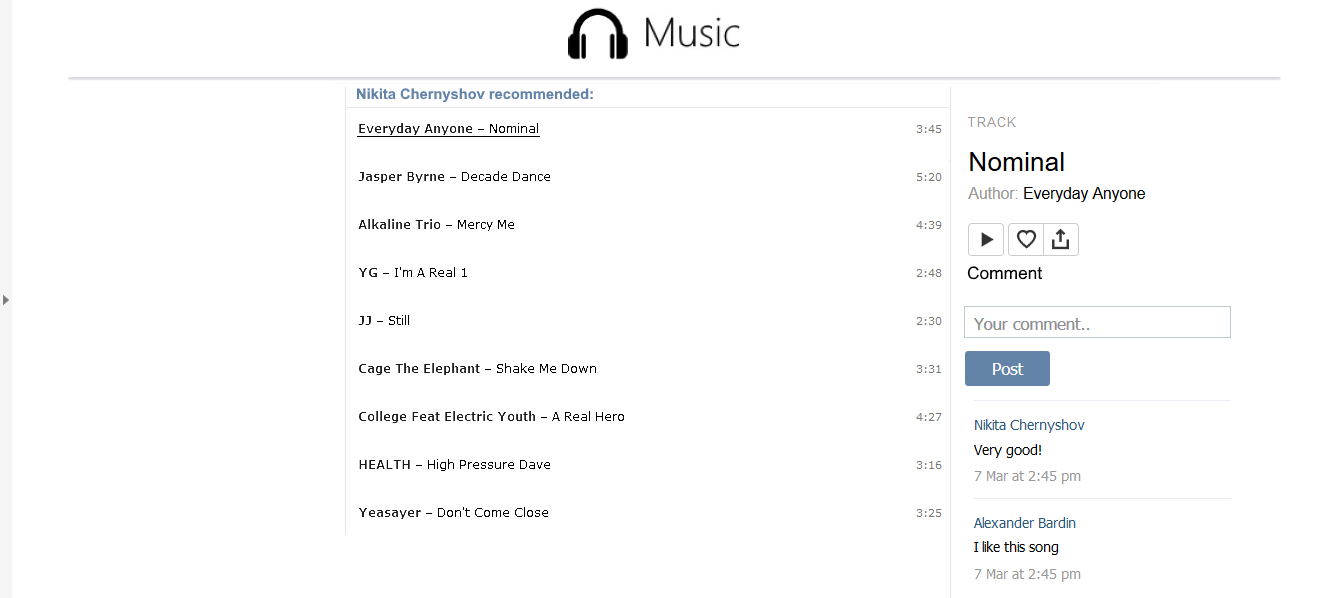 Music
Nikita Chernyshov recommended:
Everyday Anyone – Nominal 3:45
Jasper Byrne – Decade Dance 5:20
Alkaline Trio – Mercy Me 4:39
YG – I'm A Real 1 2:48
JJ – Still 2:30
Cage The Elephant – Shake Me Down 3:31
College Feat Electric Youth – A Real Hero 4:27
HEALTH – High Pressure Dave 3:16
Yeasayer – Don't Come Close 3:25
TRACK
Nominal
Author: Everyday Anyone
Comment
Your comment..
Post
Nikita Chernyshov
Very good!
7 Mar at 2:45 pm
Alexander Bardin
I like this song
7 Mar at 2:45 pm